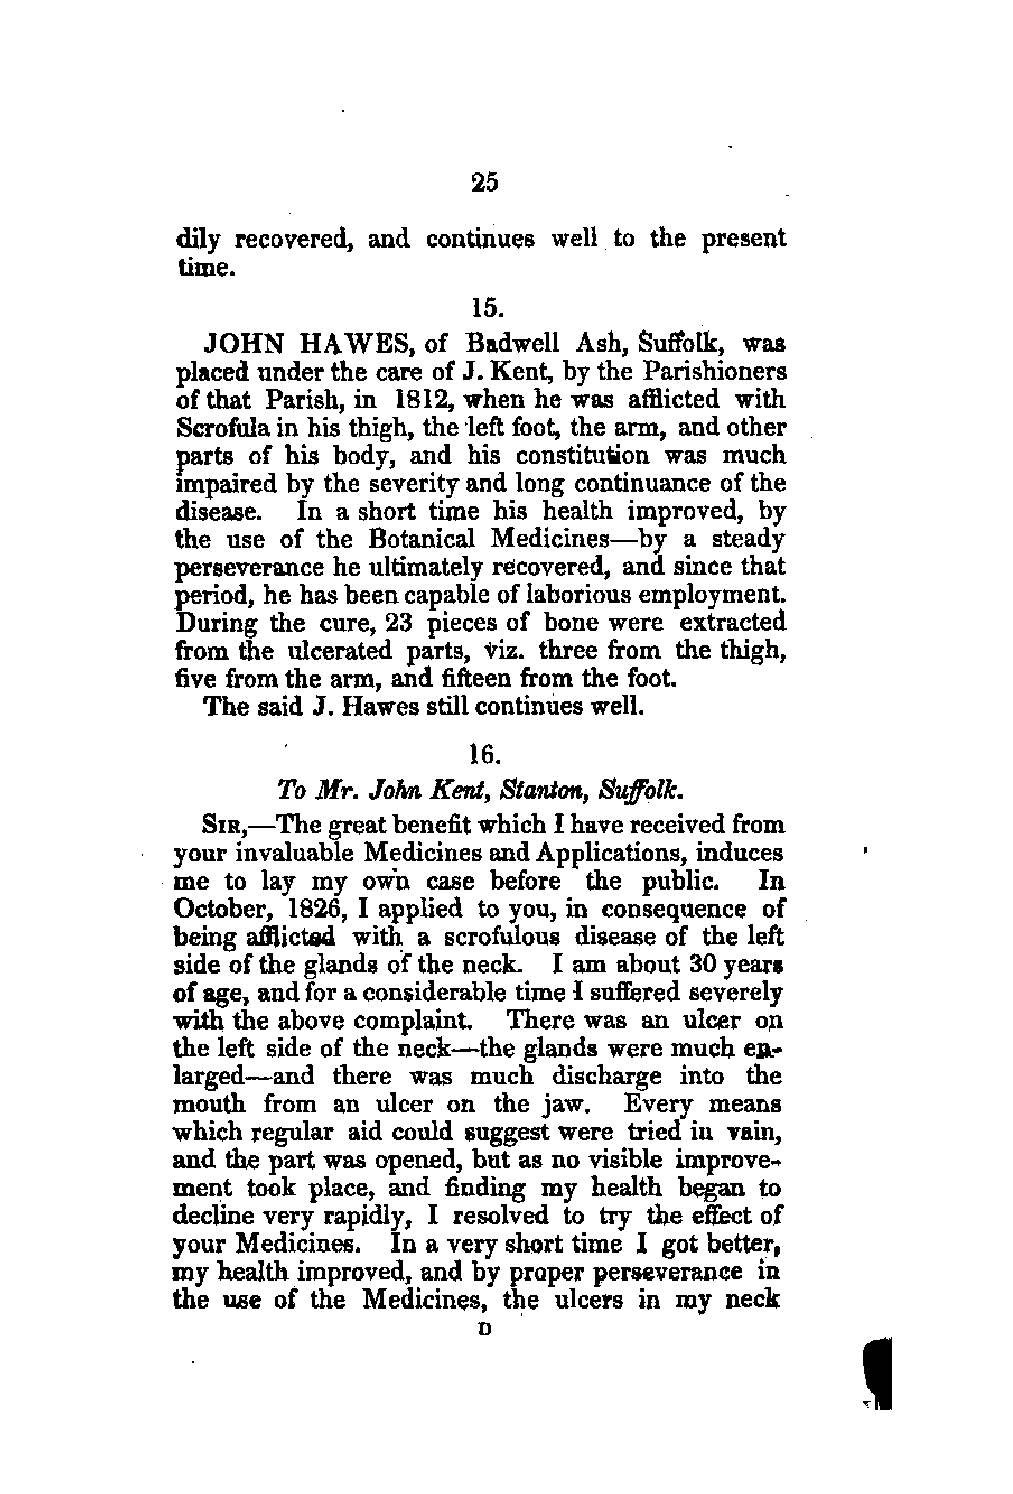 25
dily recovered, and continues well to the present
time.
15.
JOHN HAWES, of Badwell Ash, Suffolk, was
placed under the care of J. Kent, by the Parishioners
of that Parish, in 1812, when he was afflicted with
Scrofula in his thigh, the left foot, the arm, and other
parts of his body, and his constitution was much
impaired by the severity and long continuance of the
disease. In a short time his health improved, by
the use of the Botanical Medicines—by a steady
perseverance he ultimately recovered, and since that
period, he has been capable of laborious employment.
During the cure, 23 pieces of bone were extracted
from the ulcerated parts, viz. three from the thigh,
five from the arm, and fifteen from the foot.
The said J. Hawes still continues well.
16.
To Mr. John Kent, Stanton, Suffolk.
SIR,—The great benefit which I have received from
your invaluable Medicines and Applications, induces
me to lay my own case before the public. In
October, 1826, I applied to you, in consequence of
being afflicted with a scrofulous disease of the left
side of the glands of the neck. I am about 30 years
of age, and for a considerable time I suffered severely
with the above complaint. There was an ulcer on
the left side of the neck—the glands were much en-
larged—and there was much discharge into the
mouth from an ulcer on the jaw. Every means
which regular aid could suggest were tried in vain,
and the part was opened, but as no visible improve-
ment took place, and finding my health began to
decline very rapidly, I resolved to try the effect of
your Medicines. In a very short time I got better,
my health improved, and by proper perseverance in
the use of the Medicines, the ulcers in my neck
D